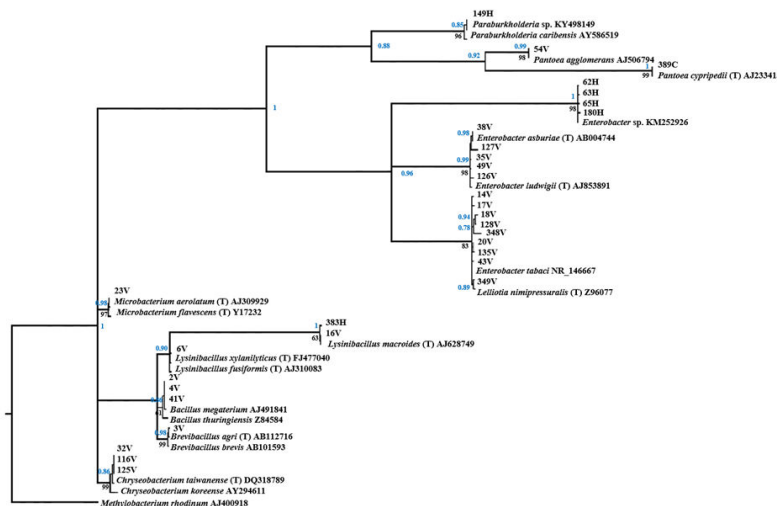 149H
0.85
Paraburkholderia sp. KY498149
96
Paraburkholderia caribensis AY586519
0.88
0.99
54V
0.92
98
Pantoea agglomerans AJ506794
1
389C
99
Pantoea cypripedii (T) AJ23341
62H
1
63H
65H
98
180H
Enterobacter sp. KM252926
1
38V
0.98
Enterobacter asburiae (T) AB004744
127V
0.99
35V
49V
0.96
98
126V
Enterobacter ludwigii (T) AJ853891
14V
17V
0.94
18V
128V
0.78
348V
83
20V
135V
43V
Enterobacter tabaci NR_146667
349V
0.89
Lelliotia nimipressuralis (T) Z96077
23V
0.98
Microbacterium aerolatum (T) AJ309929
97
Microbacterium flavescens (T) Y17232
1
1
383H
16V
63
Lysinibacillus macroides (T) AJ628749
0.90
6V
Lysinibacillus xylanilyticus (T) FJ477040
Lysinibacillus fusiformis (T) AJ310083
2V
4V
41V
Bacillus megaterium AJ491841
Bacillus thuringiensis Z84584
3V
0.98
Brevibacillus agri (T) AB112716
99
Brevibacillus brevis AB101593
32V
116V
0.86
125V
Chryseobacterium taiwanense (T) DQ318789
99
Chryseobacterium koreense AY294611
Methylobacterium rhodinum AJ400918